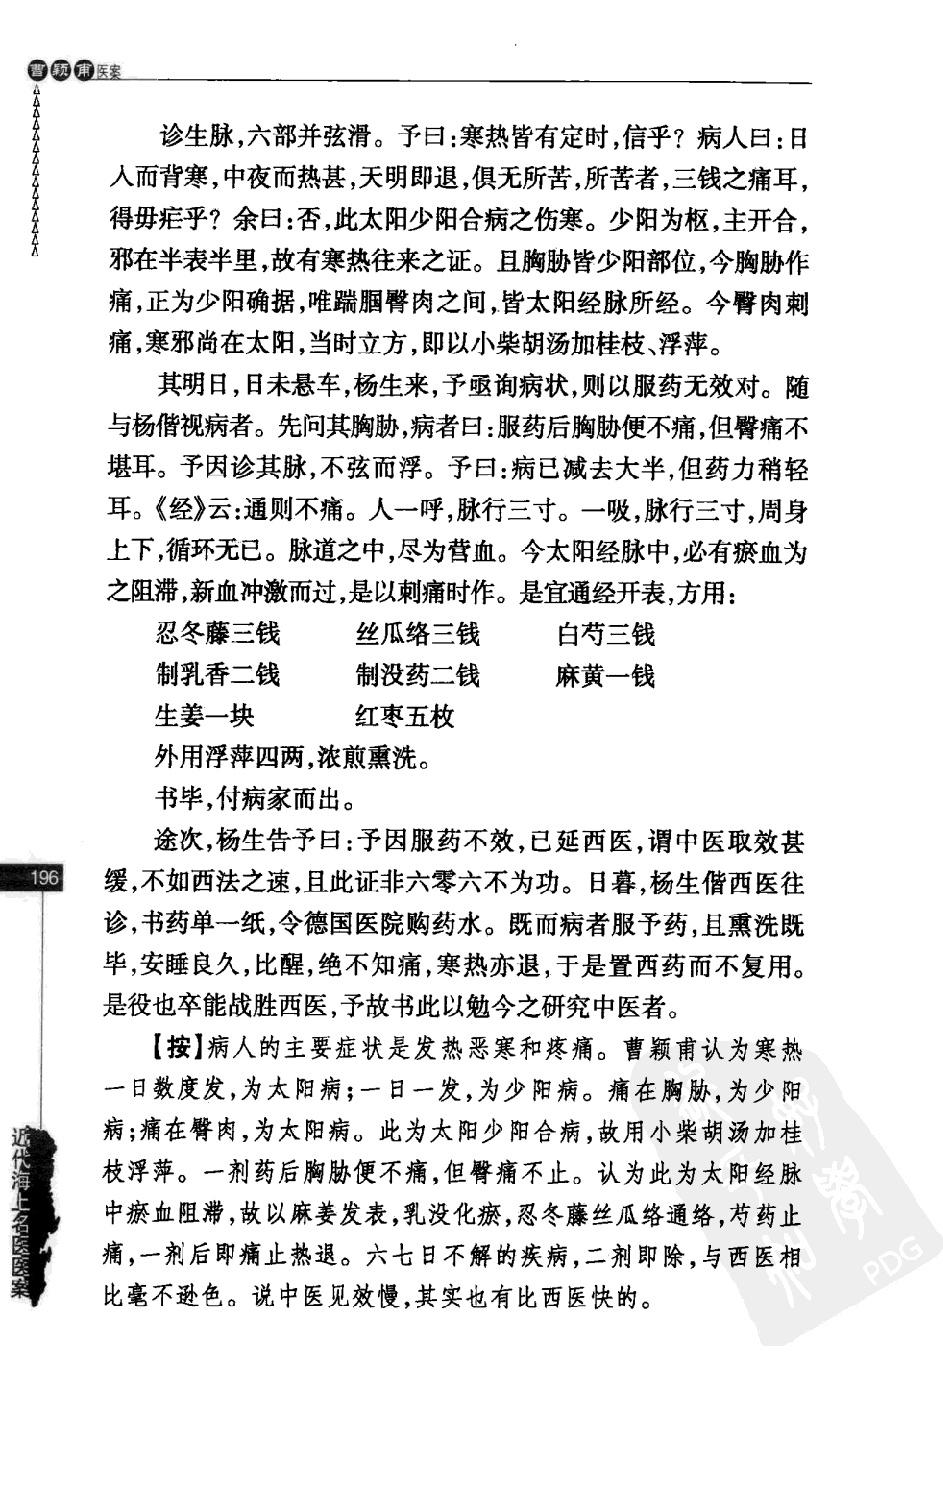 曹颖甫医案
诊生脉,六部并弦滑。予曰:寒热皆有定时,信乎?病人曰:日
入而背寒,中夜而热甚,天明即退,俱无所苦,所苦者,三钱之痛耳,
得毋疟乎?余曰:否,此太阳少阳合病之伤寒。少阳为枢,主开合,
邪在半表半里,故有寒热往来之证。且胸胁皆少阳部位,今胸胁作
痛,正为少阳确据,唯踹腘臀肉之间,皆太阳经脉所经。今臀肉刺
痛,寒邪尚在太阳,当时立方,即以小柴胡汤加桂枝、浮萍。
其明日,日未悬车,杨生来,予亟询病状,则以服药无效对。随
与杨偕视病者。先问其胸胁,病者曰:服药后胸胁便不痛,但臀痛不
堪耳。予因诊其脉,不弦而浮。予曰:病已减去大半,但药力稍轻
耳。《经》云:通则不痛。人一呼,脉行三寸。一吸,脉行三寸,周身
上下,循环无已。脉道之中,尽为营血。今太阳经脉中,必有瘀血为
之阻滞,新血冲激而过,是以刺痛时作。是宜通经开表,方用:
忍冬藤三钱 丝瓜络三钱 白芍三钱
制乳香二钱 制没药二钱 麻黄一钱
生姜一块 红枣五枚
外用浮萍四两,浓煎熏洗。
书毕,付病家而出。
途次,杨生告予曰:予因服药不效,已延西医,谓中医取效甚
缓,不如西法之速,且此证非六零六不为功。日暮,杨生偕西医往
诊,书药单一纸,令德国医院购药水。既而病者服予药,且熏洗既
毕,安睡良久,比醒,绝不知痛,寒热亦退,于是置西药而不复用。
是役也卒能战胜西医,予故书此以勉今之研究中医者。
【按】病人的主要症状是发热恶寒和疼痛。曹颖甫认为寒热
一日数度发,为太阳病;一日一发,为少阳病。痛在胸胁,为少阳
病;痛在臀肉,为太阳病。此为太阳少阳合病,故用小柴胡汤加桂
枝浮萍。一剂药后胸胁便不痛,但臀痛不止。认为此为太阳经脉
中瘀血阻滞,故以麻姜发表,乳没化瘀,忍冬藤丝瓜络通络,芍药止
痛,一剂后即痛止热退。六七日不解的疾病,二剂即除,与西医相
比毫不逊色。说中医见效慢,其实也有比西医快的。
196
近代海上名医医案
PDG